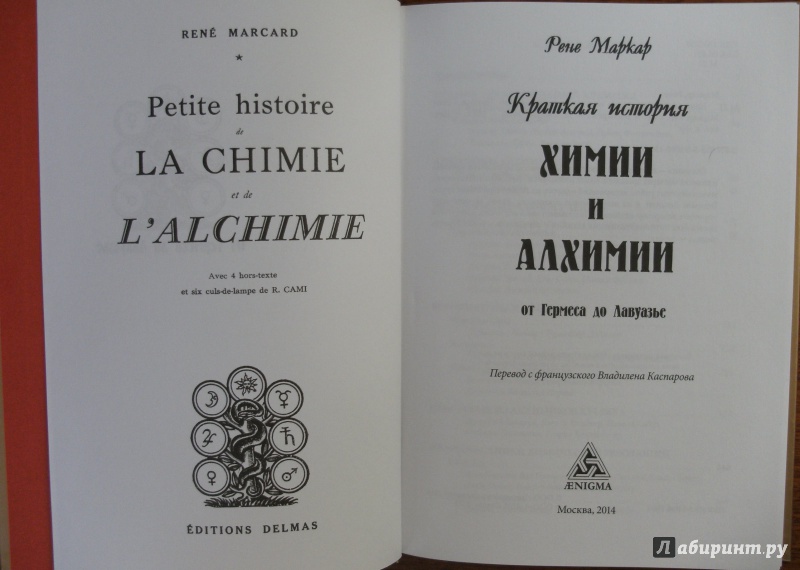 RENÉ MARCARD
Petite histoire
de
LA CHIMIE
et de
L'ALCHIMIE
Avec 4 hors-texte
et six culs-de-lampe de R. CAMI
ÉDITIONS DELMAS
Рене Маркар
Краткая история
ХИМИИ
И
АЛХИМИИ
от Гермеса до Лавуазье
Перевод с французского Владилена Каспарова
ÆNIGMA
Москва, 2014
Лабиринт.ру